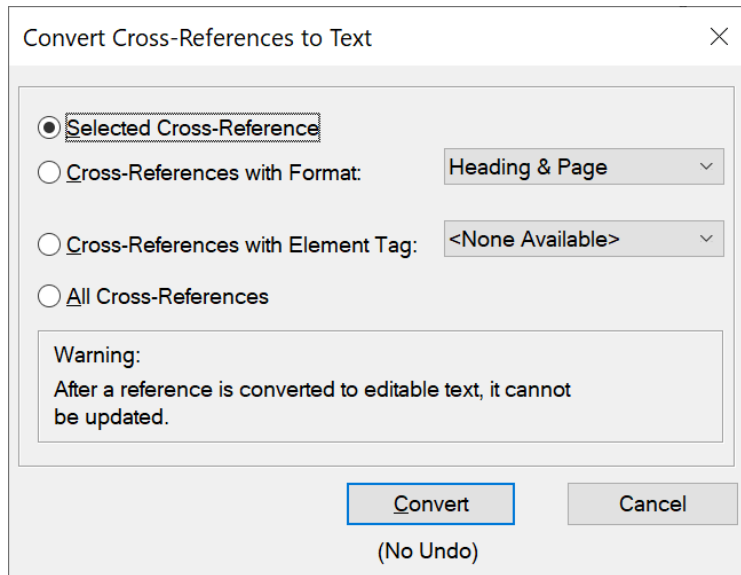 Convert Cross-References to Text
Selected Cross-Reference
Cross-References with Format: Heading & Page
Cross-References with Element Tag: <None Available>
All Cross-References
Warning:
After a reference is converted to editable text, it cannot
be updated.
Convert Cancel
(No Undo)